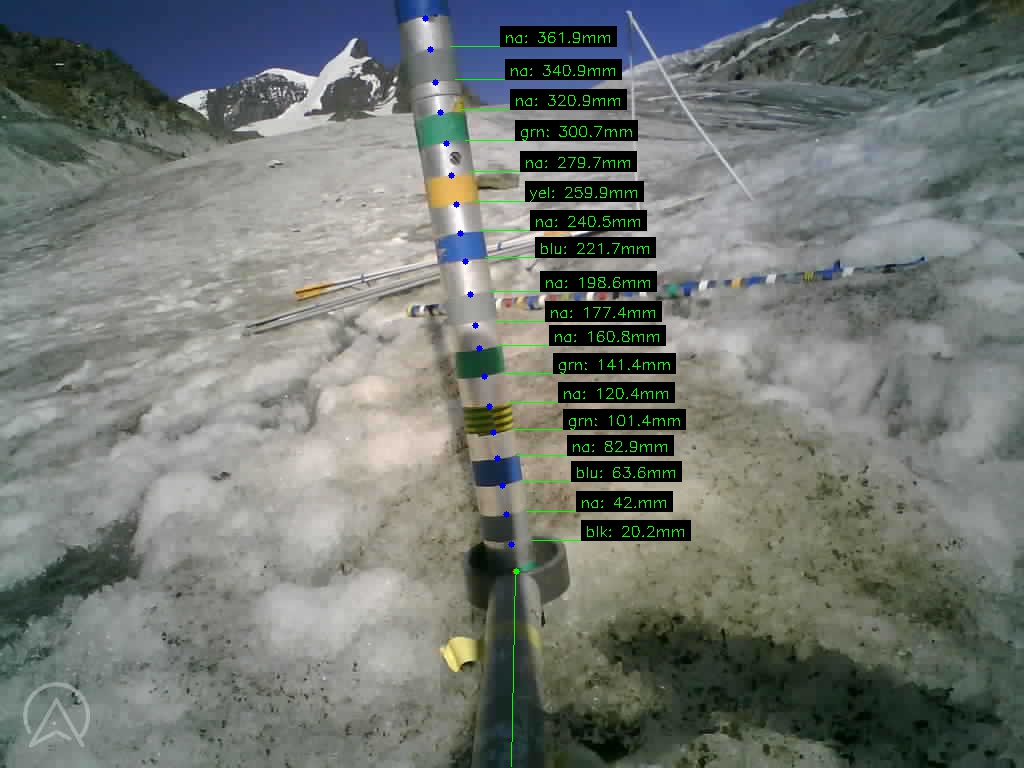 na: 361.9mm
na: 340.9mm
na: 320.9mm
grn: 300.7mm
na: 279.7mm
yel: 259.9mm
na: 240.5mm
blu: 221.7mm
na: 198.6mm
na: 177.4mm
na: 160.8mm
grn: 141.4mm
na: 120.4mm
grn: 101.4mm
na: 82.9mm
blu: 63.6mm
na: 42.mm
blk: 20.2mm